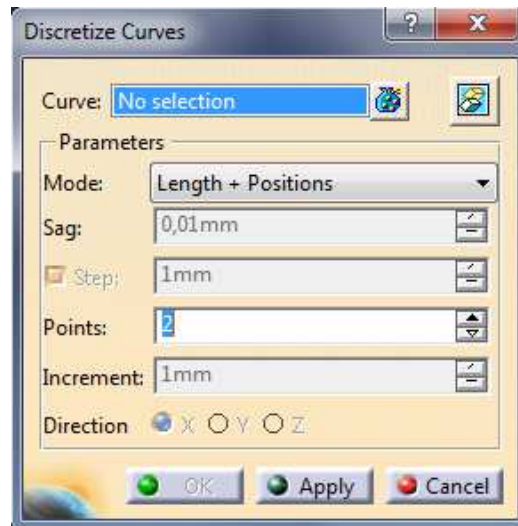 Discretize Curves ? X
Curve: No selection
Parameters
Mode: Length + Positions
Sag: 0,01mm
Step: 1mm
Points: 2
Increment: 1mm
Direction X Y Z
OK Apply Cancel